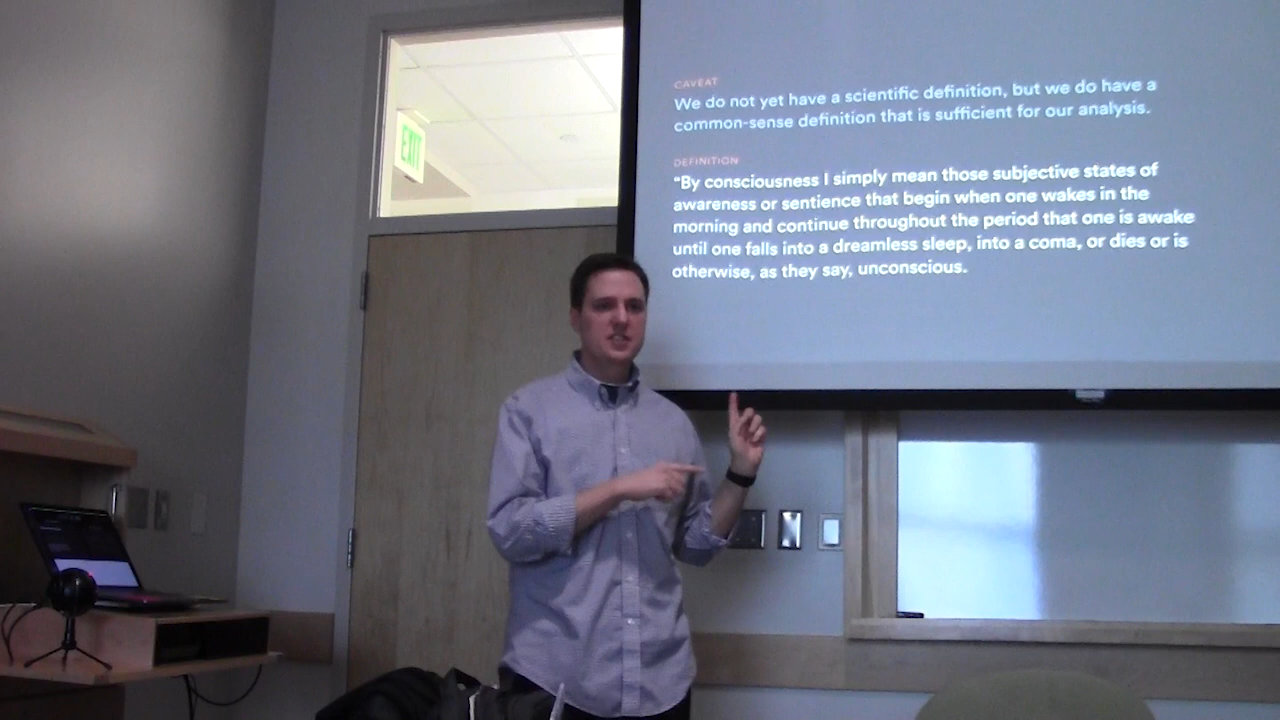 CAVEAT
We do not yet have a scientific definition, but we do have a
common-sense definition that is sufficient for our analysis.
DEFINITION
"By consciousness I simply mean those subjective states of
awareness or sentience that begin when one wakes in the
morning and continue throughout the period that one is awake
until one falls into a dreamless sleep, into a coma, or dies or is
otherwise, as they say, unconscious.
EXIT